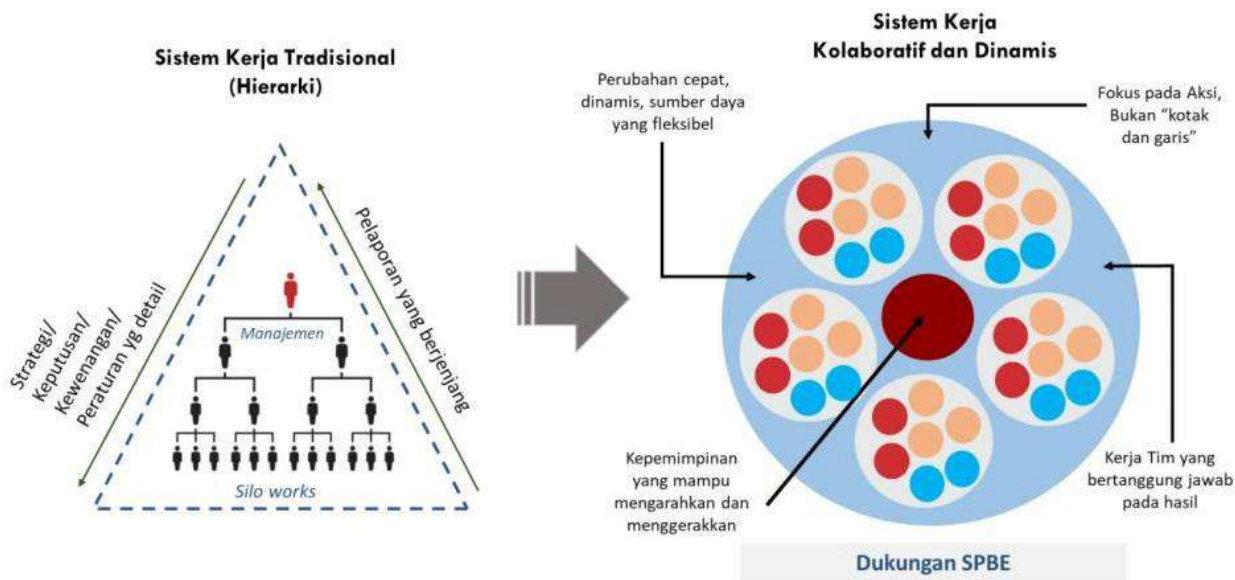 Sistem Kerja Tradisional
(Hierarki)
Strategi/
Keputusan/
Kewenangan/
Peraturan yg detail
Pelaporan yang berjenjang
Manajemen
Silo works
Sistem Kerja
Kolaboratif dan Dinamis
Perubahan cepat,
dinamis, sumber daya
yang fleksibel
Fokus pada Aksi,
Bukan “kotak
dan garis”
Kepemimpinan
yang mampu
mengarahkan dan
menggerakkan
Kerja Tim yang
bertanggung jawab
pada hasil
Dukungan SPBE